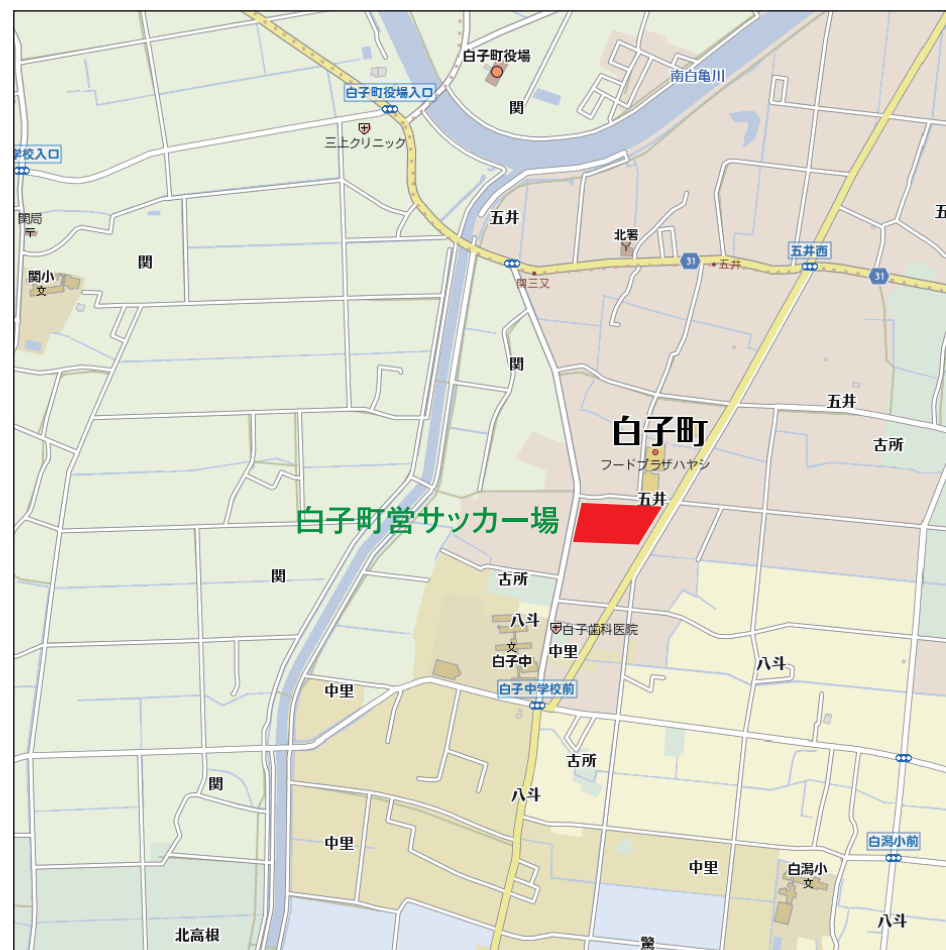 白子町役場
南白亀川
白子町役場入口
関
三上クリニック
学校入口
五
関局
五井
北署
五井西
関
31
五井
31
関小
関三又
関
五井
白子町
古所
フードプラザハヤシ
五井
白子町営サッカー場
関
古所
八斗
白子歯科医院
中里
白子中
八斗
中里
白子中学校前
古所
関
八斗
中里
白潟小前
中里
白潟小
八斗
北高根
驚